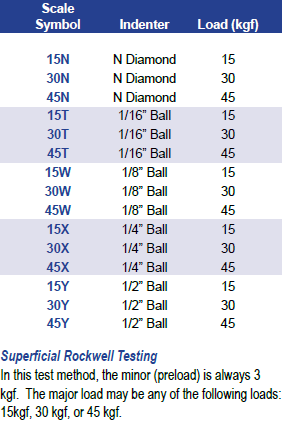 Scale Symbol Indenter Load (kgf)
15N N Diamond 15
30N N Diamond 30
45N N Diamond 45
15T 1/16” Ball 15
30T 1/16” Ball 30
45T 1/16” Ball 45
15W 1/8” Ball 15
30W 1/8” Ball 30
45W 1/8” Ball 45
15X 1/4” Ball 15
30X 1/4” Ball 30
45X 1/4” Ball 45
15Y 1/2” Ball 15
30Y 1/2” Ball 30
45Y 1/2” Ball 45
Superficial Rockwell Testing
In this test method, the minor (preload) is always 3
kgf. The major load may be any of the following loads:
15kgf, 30 kgf, or 45 kgf.